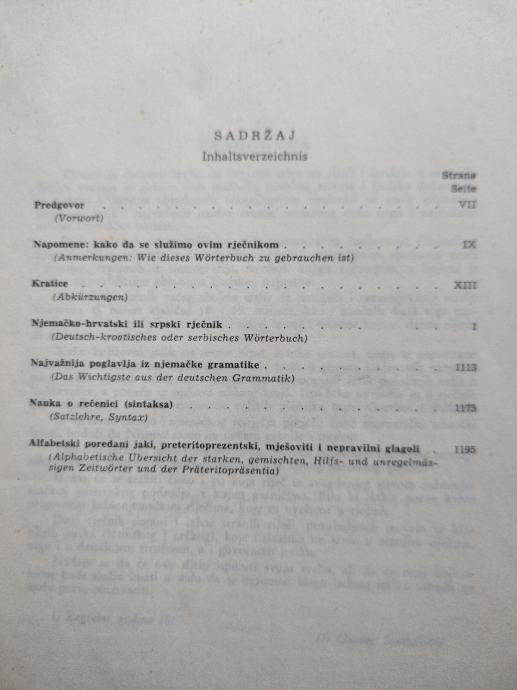 SADRŽAJ
Inhaltsverzeichnis
Strana
Seite
Predgovor . . . . . . . . . . . . . . VII
(Vorwort)
Napomene: kako da se služimo ovim rječnikom . . . . . . IX
(Anmerkungen: Wie dieses Wörterbuch zu gebrauchen ist)
Kratice . . . . . . . . . . . . . . XIII
(Abkürzungen)
Njemačko-hrvatski ili srpski rječnik . . . . . . . . 1
(Deutsch-krootisches oder serbisches Wörterbuch)
Najvažnija poglavlja iz njemačke gramatike . . . . . . 1113
(Das Wichtigste aus der deutschen Grammatik)
Nauka o rečenici (sintaksa) . . . . . . . . . . 1175
(Satzlehre, Syntax)
Alfabetski poređani jaki, preteritoprezentski, mješoviti i nepravilni glagoli . 1195
(Alphabetische Übersicht der starken, gemischten, Hilfs- und unregelmäs-
sigen Zeitwörter und der Präteritopräsentia)